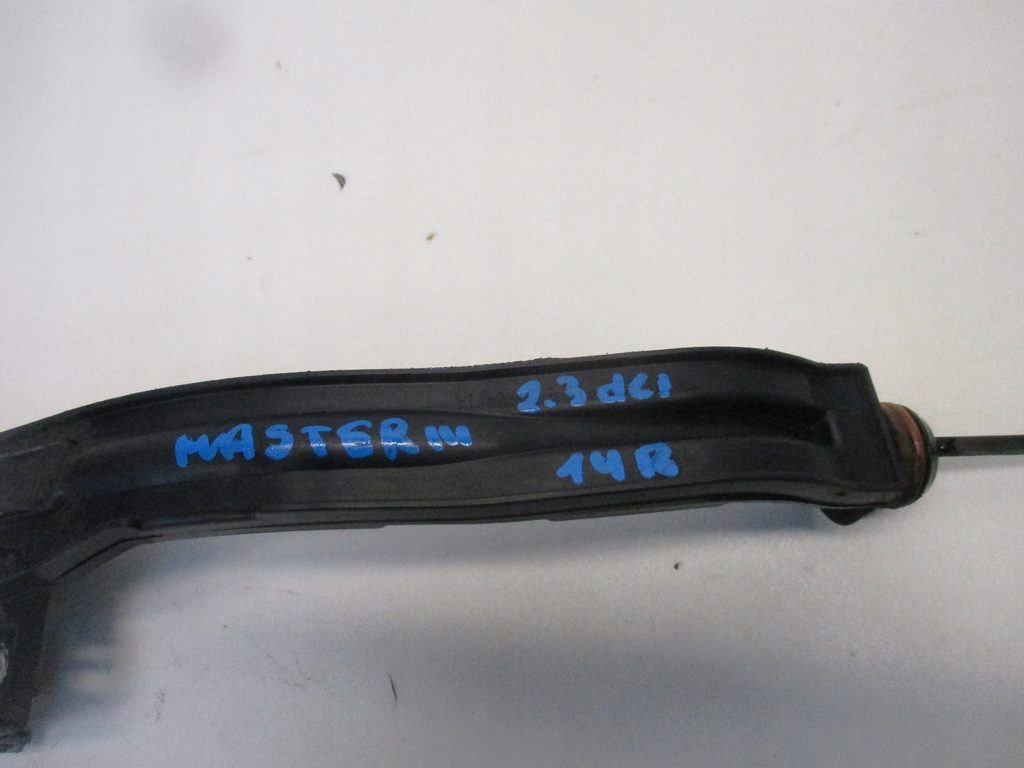 2.3 dci
MASTER III
14R